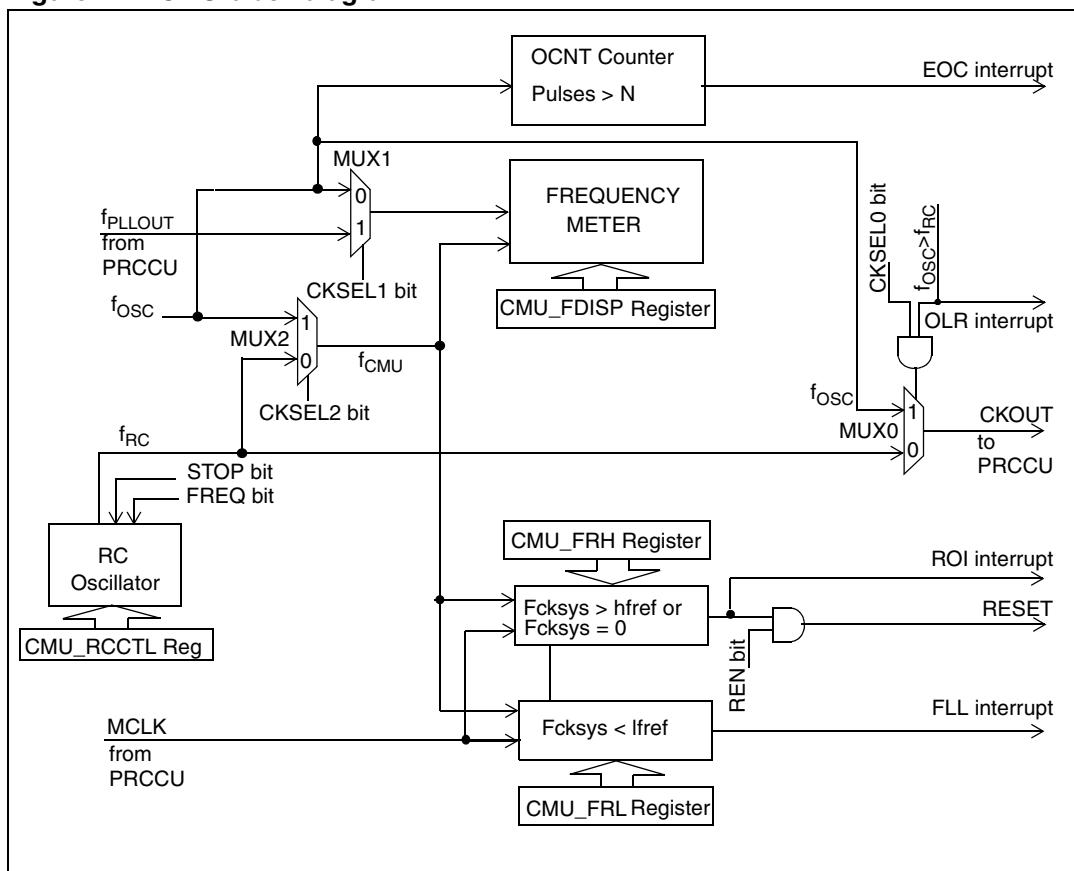 OCNT Counter
Pulses > N
EOC interrupt
MUX1
0
1
FREQUENCY
METER
fPLLOUT
from
PRCCU
CKSEL1 bit
CMU_FDISP Register
CKSEL0 bit
fOSC>fRC
OLR interrupt
fOSC
MUX2
1
0
fCMU
CKSEL2 bit
fOSC
MUX0
1
0
CKOUT
to
PRCCU
fRC
STOP bit
FREQ bit
RC
Oscillator
CMU_RCCTL Reg
CMU_FRH Register
Fcksys > hfref or
Fcksys = 0
ROI interrupt
RESET
REN bit
MCLK
from
PRCCU
Fcksys < lfref
FLL interrupt
CMU_FRL Register